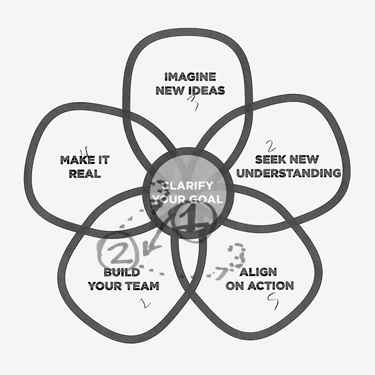 IMAGINE
NEW IDEAS
3
MAKE IT
REAL
4
2
SEEK NEW
UNDERSTANDING
CLARIFY
YOUR GOAL
1
2
3
BUILD
YOUR TEAM
2
ALIGN
ON ACTION
5